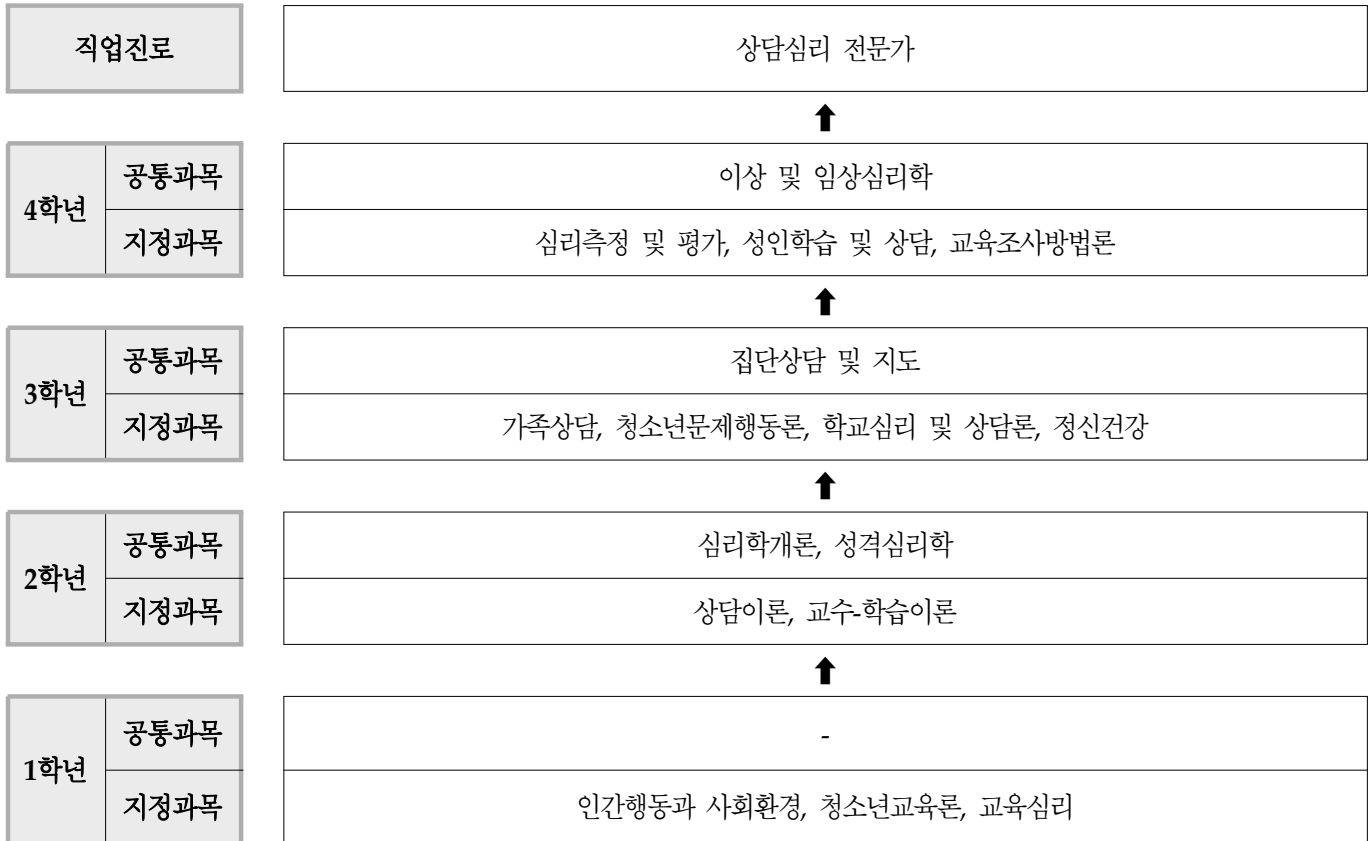 직업진로
상담심리 전문가
4학년
공통과목
이상 및 임상심리학
지정과목
심리측정 및 평가, 성인학습 및 상담, 교육조사방법론
3학년
공통과목
집단상담 및 지도
지정과목
가족상담, 청소년문제행동론, 학교심리 및 상담론, 정신건강
2학년
공통과목
심리학개론, 성격심리학
지정과목
상담이론, 교수-학습이론
1학년
공통과목
-
지정과목
인간행동과 사회환경, 청소년교육론, 교육심리